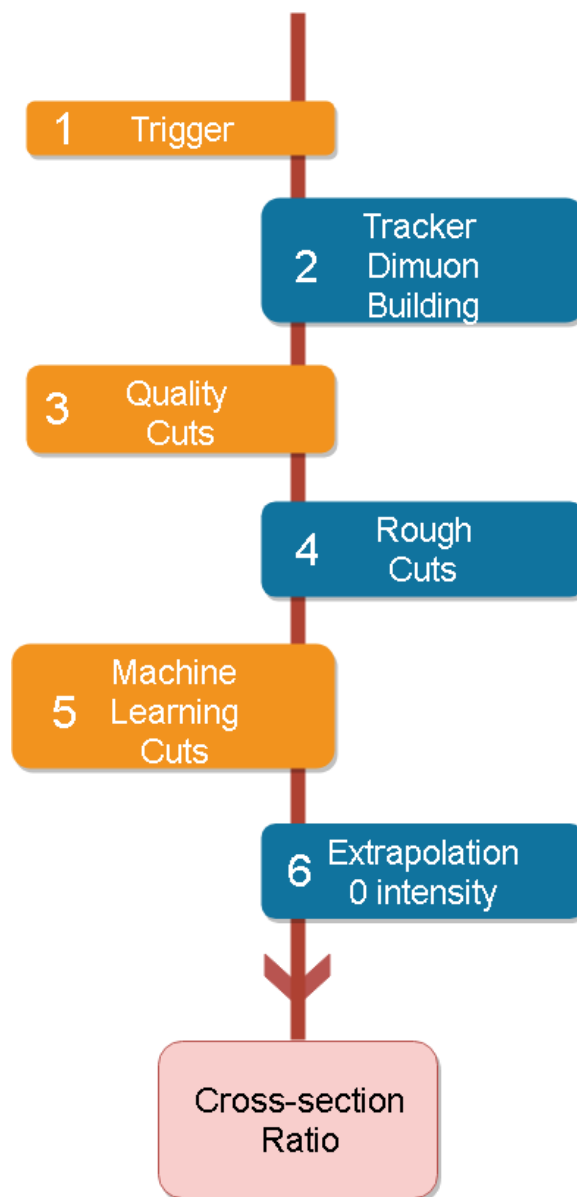 1 Trigger
2 Tracker
Dimuon
Building
3 Quality
Cuts
4 Rough
Cuts
5 Machine
Learning
Cuts
6 Extrapolation
0 intensity
Cross-section
Ratio